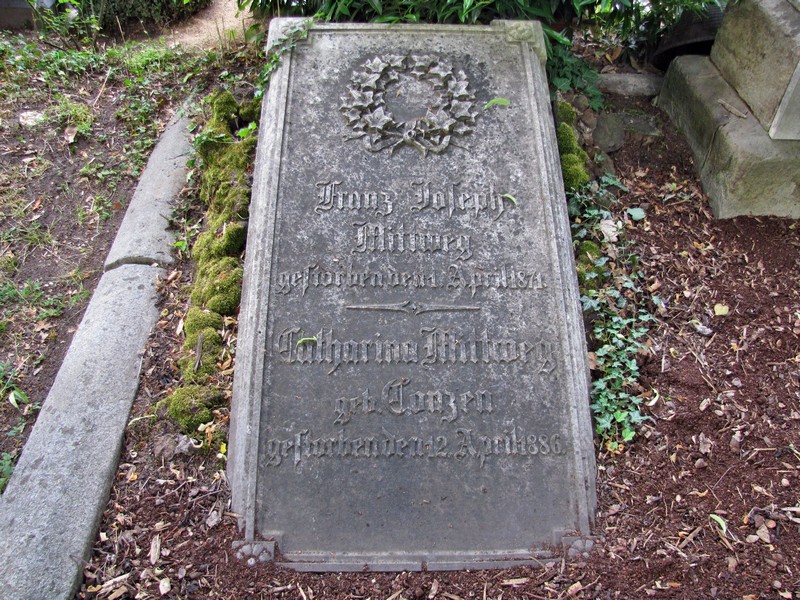 Franz Joseph
Mittweg
gestorben den 1. April 1871.
Catharina Mittweg
geb. Conzen
gestorben den 12. April 1886.